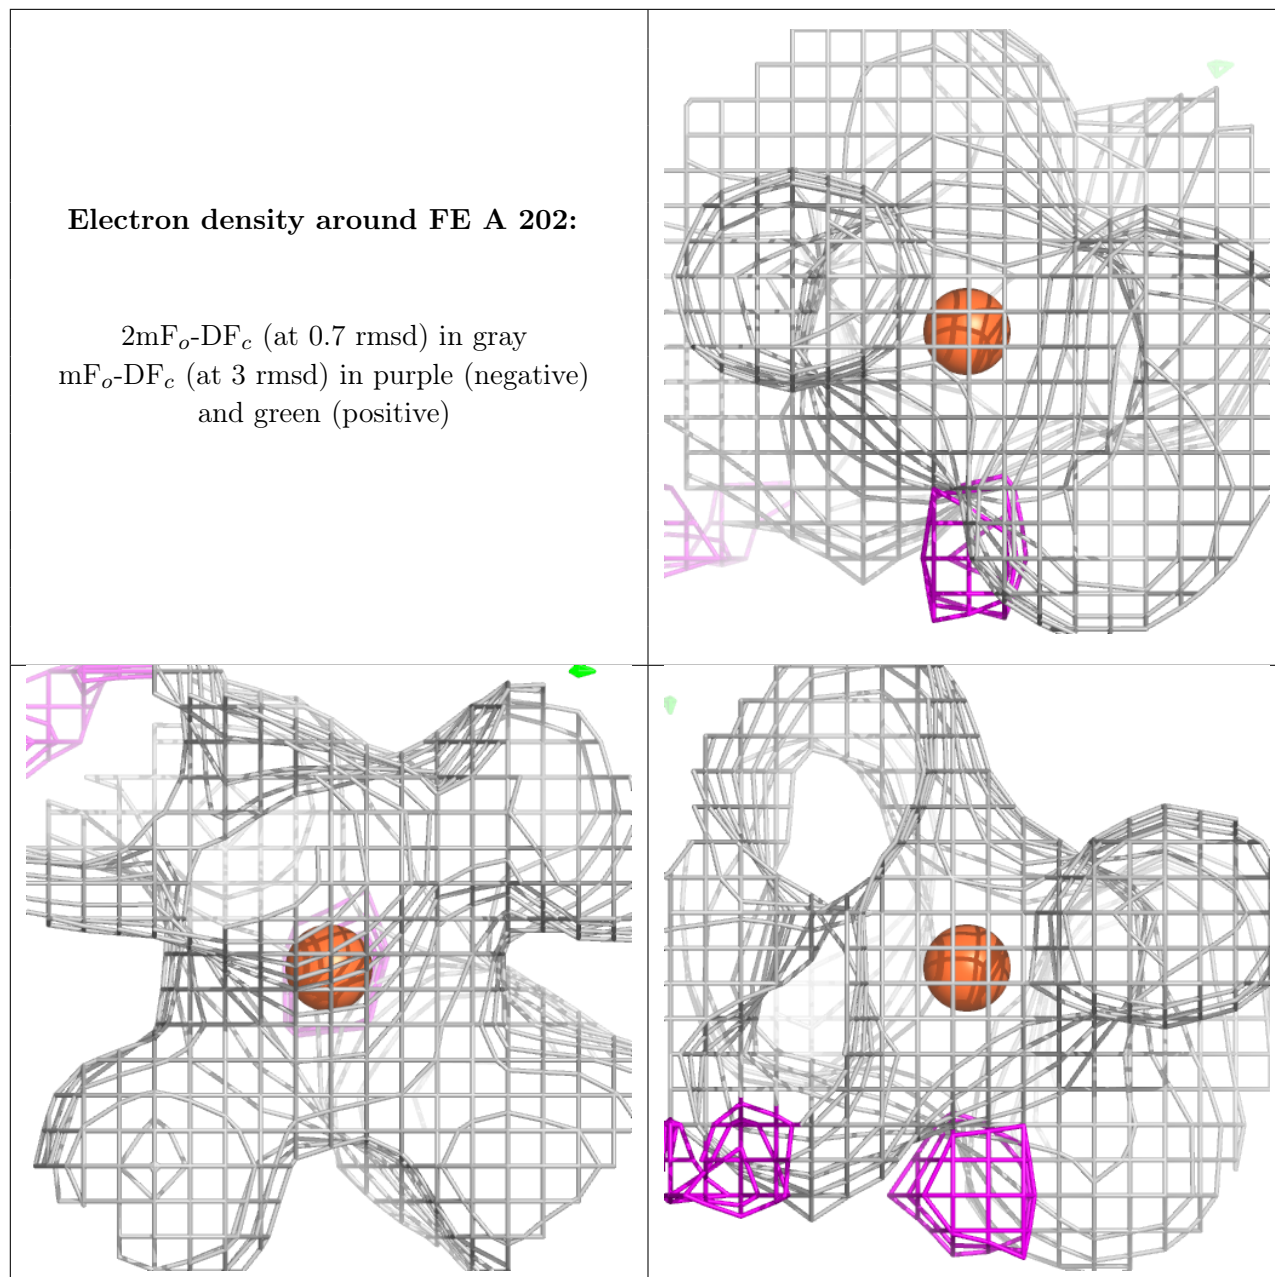 Electron density around FE A 202:
2mFo-DFc (at 0.7 rmsd) in gray
mFo-DFc (at 3 rmsd) in purple (negative)
and green (positive)